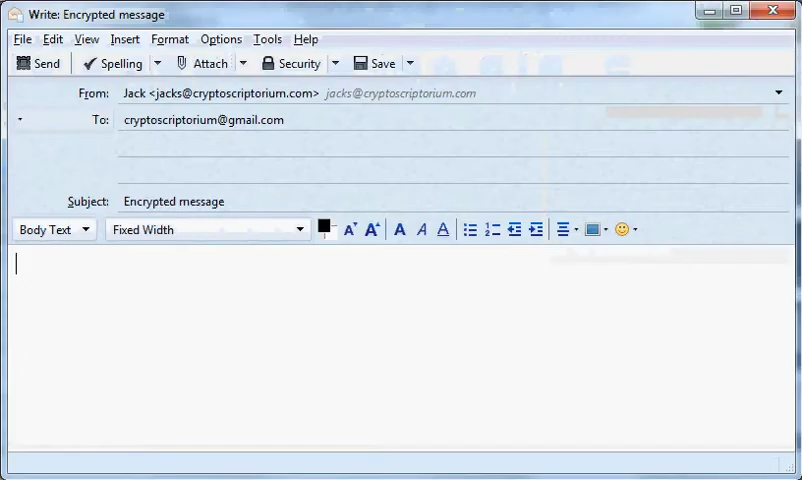 Write: Encrypted message
File Edit View Insert Format Options Tools Help
Send Spelling Attach Security Save
From: Jack <jacks@cryptoscriptorium.com> jacks@cryptoscriptorium.com
To: cryptoscriptorium@gmail.com
Subject: Encrypted message
Body Text Fixed Width